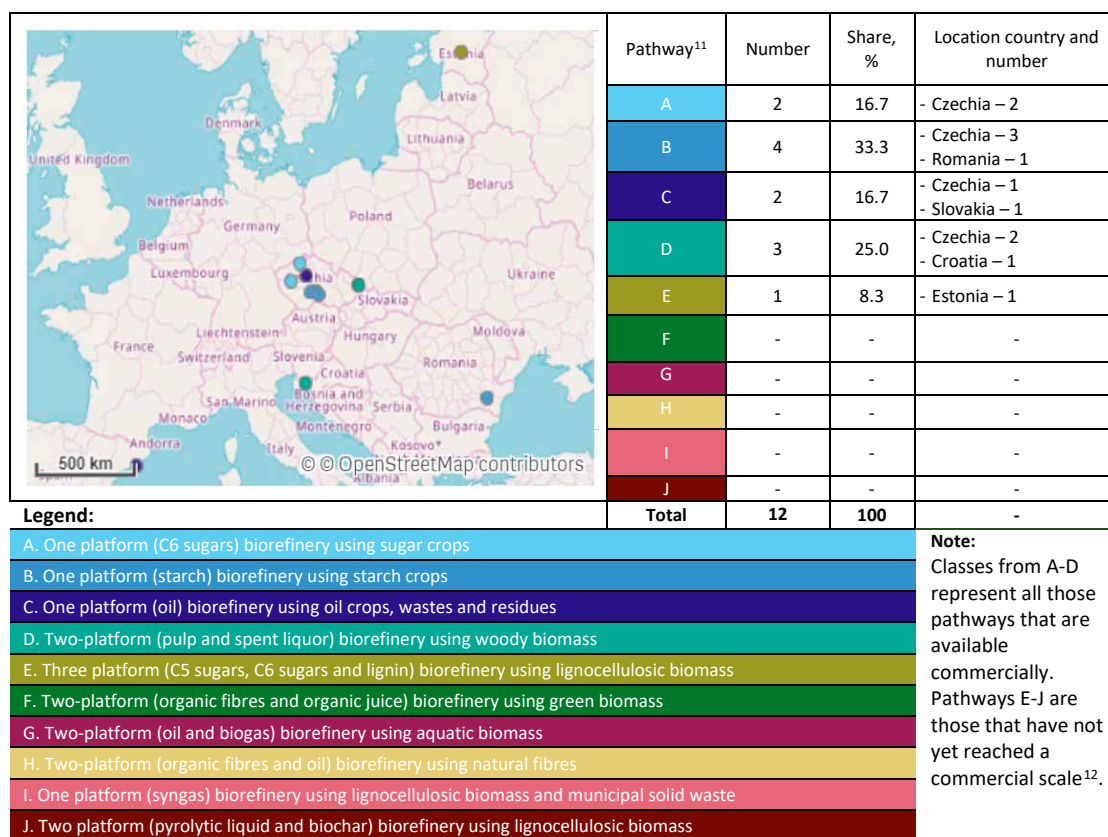 Pathway11
Number
Share,
%
Location country and
number
A
2
16.7
- Czechia – 2
B
4
33.3
- Czechia – 3
- Romania – 1
C
2
16.7
- Czechia – 1
- Slovakia – 1
D
3
25.0
- Czechia – 2
- Croatia – 1
E
1
8.3
- Estonia – 1
F
-
-
-
G
-
-
-
H
-
-
-
I
-
-
-
J
-
-
-
Total
12
100
-
Latvia
Denmark
Lithuania
United Kingdom
Belarus
Netherlands
Poland
Germany
Belgium
Luxembourg
Ukraine
Slovakia
Austria
Liechtenstein
Moldova
Hungary
France
Switzerland
Slovenia
Romania
Croatia
Bosnia and
Herzegovina
San Marino
Serbia
Monaco
Montenegro
Bulgaria
Andorra
Italy
Kosovo*
500 km
© © OpenStreetMap contributors
Albania
Legend:
A. One platform (C6 sugars) biorefinery using sugar crops
B. One platform (starch) biorefinery using starch crops
C. One platform (oil) biorefinery using oil crops, wastes and residues
D. Two-platform (pulp and spent liquor) biorefinery using woody biomass
E. Three platform (C5 sugars, C6 sugars and lignin) biorefinery using lignocellulosic biomass
F. Two-platform (organic fibres and organic juice) biorefinery using green biomass
G. Two-platform (oil and biogas) biorefinery using aquatic biomass
H. Two-platform (organic fibres and oil) biorefinery using natural fibres
I. One platform (syngas) biorefinery using lignocellulosic biomass and municipal solid waste
J. Two platform (pyrolytic liquid and biochar) biorefinery using lignocellulosic biomass
Note:
Classes from A-D
represent all those
pathways that are
available
commercially.
Pathways E-J are
those that have not
yet reached a
commercial scale12.